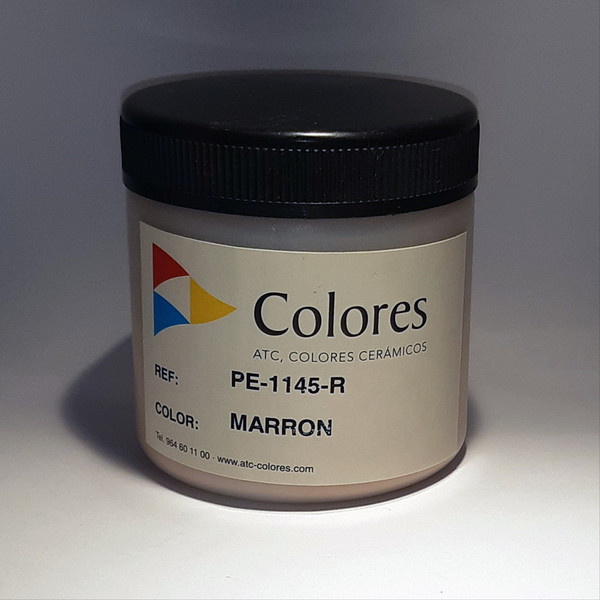 Colores
ATC, COLORES CERÁMICOS
REF: PE-1145-R
COLOR: MARRON
Tel. 964 60 11 00 - www.atc-colores.com